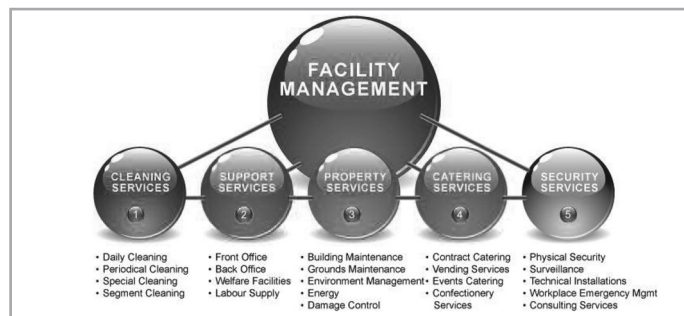 FACILITY
MANAGEMENT
CLEANING
SERVICES
1
SUPPORT
SERVICES
2
PROPERTY
SERVICES
3
CATERING
SERVICES
4
SECURITY
SERVICES
5
• Daily Cleaning
• Periodical Cleaning
• Special Cleaning
• Segment Cleaning
• Front Office
• Back Office
• Welfare Facilities
• Labour Supply
• Building Maintenance
• Grounds Maintenance
• Environment Management
• Energy
• Damage Control
• Contract Catering
• Vending Services
• Events Catering
• Confectionery
Services
• Physical Security
• Surveillance
• Technical Installations
• Workplace Emergency Mgmt
• Consulting Services